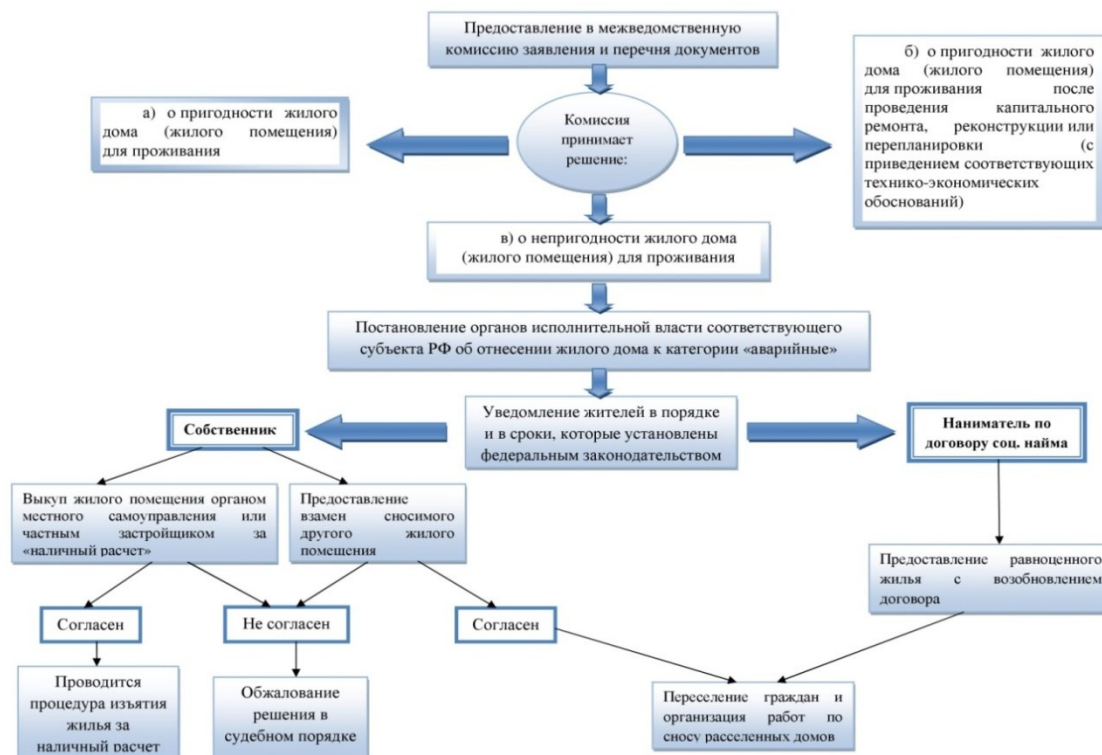 Предоставление в межведомственную
комиссию заявления и перечня документов
а) о пригодности жилого
дома (жилого помещения)
для проживания
Комиссия
принимает
решение:
б) о пригодности жилого
дома (жилого помещения)
для проживания после
проведения капитального
ремонта, реконструкции или
перепланировки (с
приведением соответствующих
технико-экономических
обоснований)
в) о непригодности жилого дома
(жилого помещения) для проживания
Постановление органов исполнительной власти соответствующего
субъекта РФ об отнесении жилого дома к категории «аварийные»
Уведомление жителей в порядке
и в сроки, которые установлены
федеральным законодательством
Собственник
Наниматель по
договору соц. найма
Выкуп жилого помещения органом
местного самоуправления или
частным застройщиком за
«наличный расчет»
Предоставление
взамен сносимого
другого жилого
помещения
Предоставление равноценного
жилья с возобновлением
договора
Согласен
Не согласен
Согласен
Проводится
процедура изъятия
жилья за
наличный расчет
Обжалование
решения в
судебном порядке
Переселение граждан и
организация работ по
сносу расселенных домов